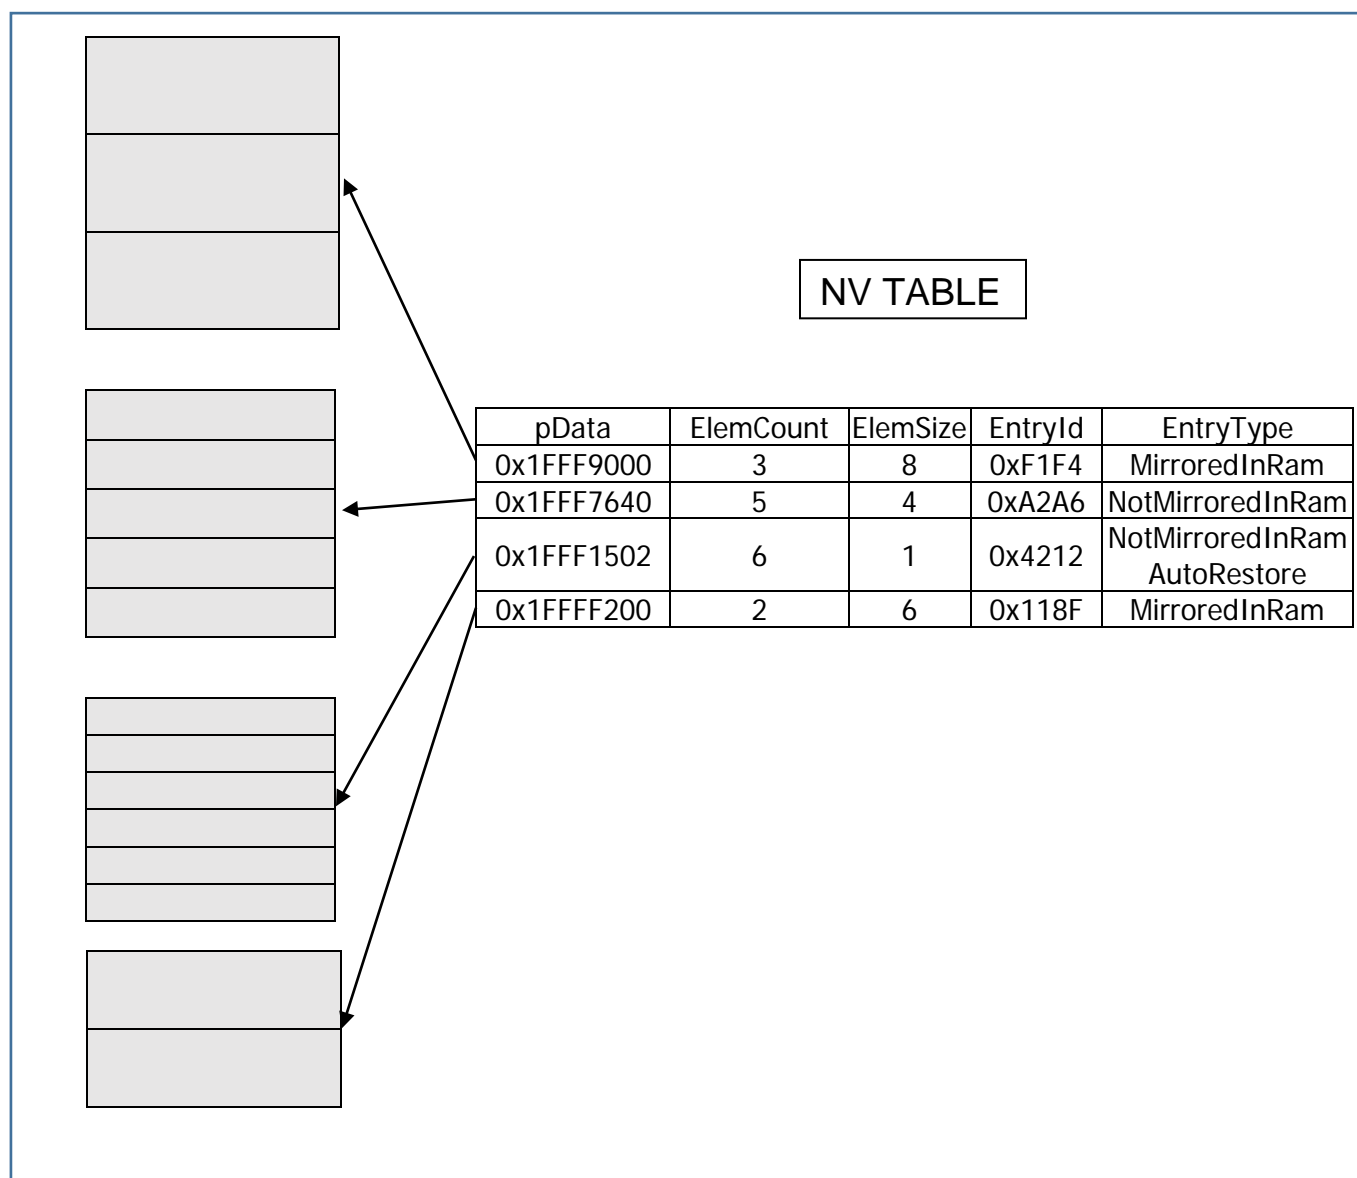 NV TABLE
pData ElemCount ElemSize EntryId EntryType
0x1FFF9000 3 8 0xF1F4 MirroredInRam
0x1FFF7640 5 4 0xA2A6 NotMirroredInRam
0x1FFF1502 6 1 0x4212 NotMirroredInRam
AutoRestore
0x1FFFF200 2 6 0x118F MirroredInRam